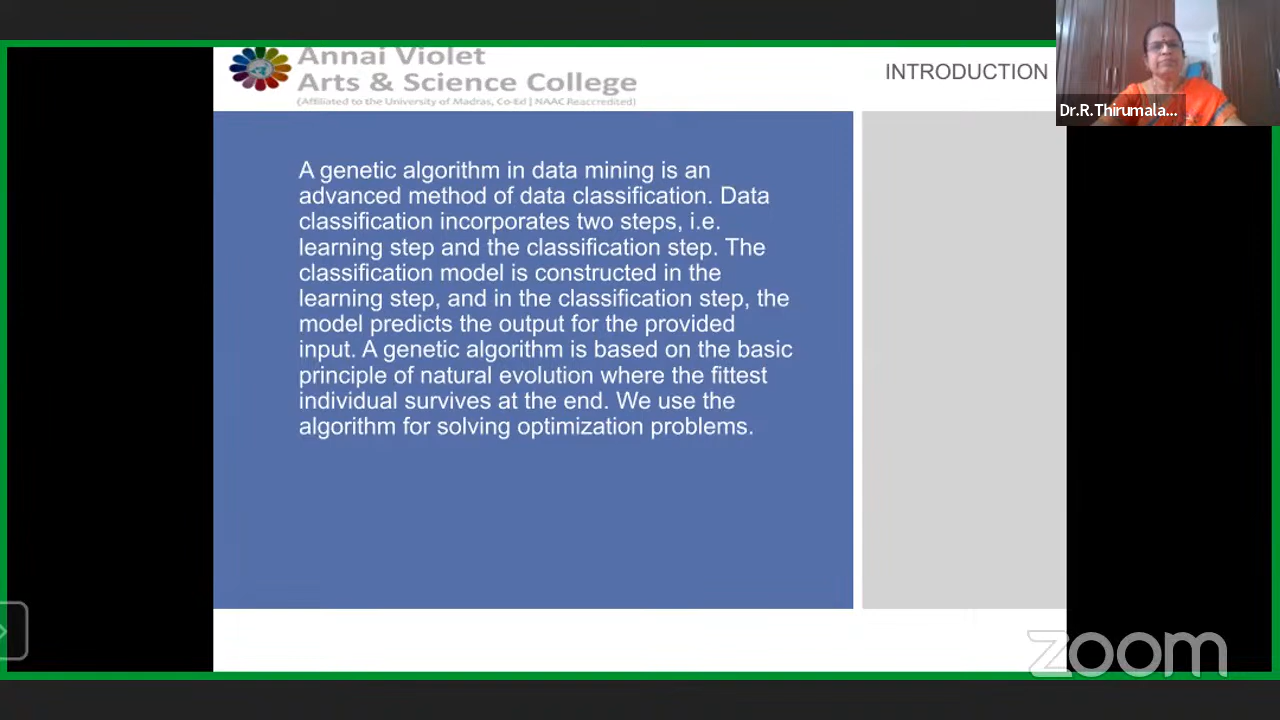 Annai Violet
Arts & Science College
(Affiliated to the University of Madras, Co-Ed | NAAC Reaccredited)
INTRODUCTION
Dr.R.Thirumala...
A genetic algorithm in data mining is an
advanced method of data classification. Data
classification incorporates two steps, i.e.
learning step and the classification step. The
classification model is constructed in the
learning step, and in the classification step, the
model predicts the output for the provided
input. A genetic algorithm is based on the basic
principle of natural evolution where the fittest
individual survives at the end. We use the
algorithm for solving optimization problems.
zoom